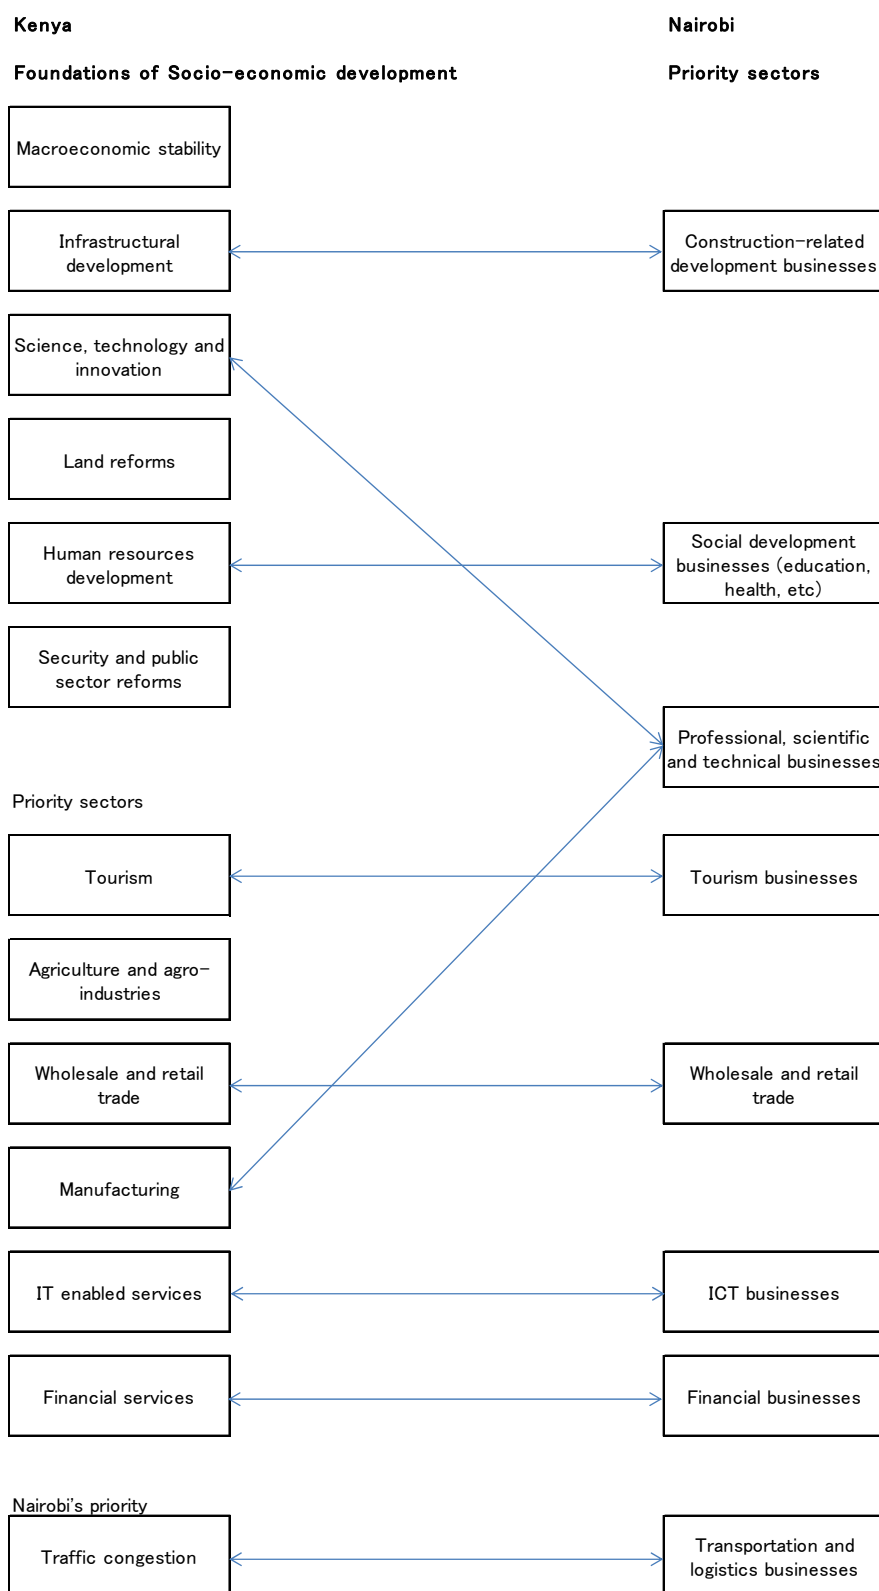 Kenya
Nairobi
Foundations of Socio-economic development
Priority sectors
Macroeconomic stability
Infrastructural
development
Construction-related
development businesses
Science, technology and
innovation
Land reforms
Human resources
development
Social development
businesses (education,
health, etc)
Security and public
sector reforms
Professional, scientific
and technical businesses
Priority sectors
Tourism
Tourism businesses
Agriculture and agro-
industries
Wholesale and retail
trade
Wholesale and retail
trade
Manufacturing
IT enabled services
ICT businesses
Financial services
Financial businesses
Nairobi's priority
Traffic congestion
Transportation and
logistics businesses